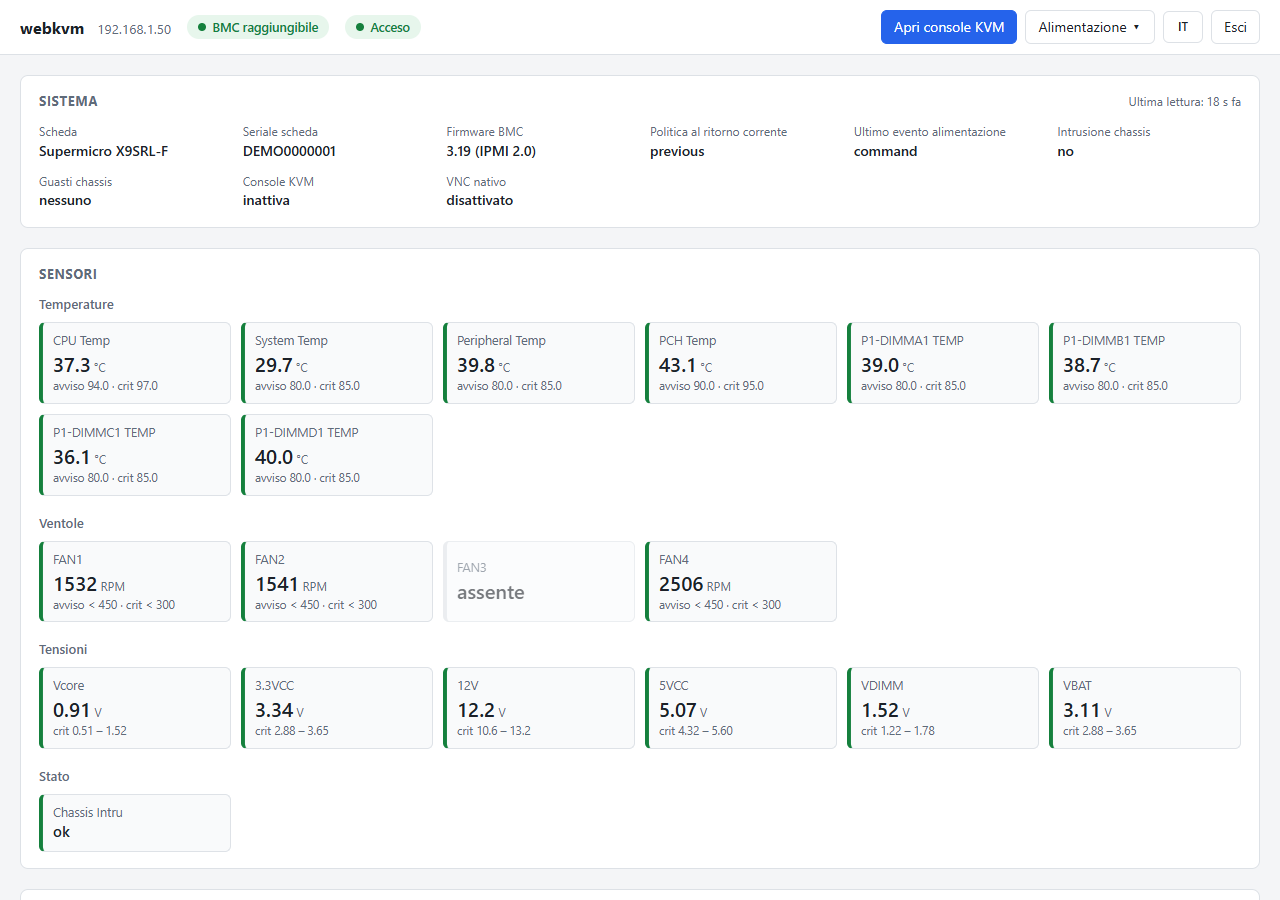 webkvm 192.168.1.50 BMC raggiungibile Acceso Apri console KVM Alimentazione ▾ IT Esci
SISTEMA Ultima lettura: 18 s fa
Scheda Seriale scheda Firmware BMC Politica al ritorno corrente Ultimo evento alimentazione Intrusione chassis
Supermicro X9SRL-F DEMO0000001 3.19 (IPMI 2.0) previous command no
Guasti chassis Console KVM VNC nativo
nessuno inattiva disattivato
SENSORI
Temperature
CPU Temp System Temp Peripheral Temp PCH Temp P1-DIMMA1 TEMP P1-DIMMB1 TEMP
37.3 °C 29.7 °C 39.8 °C 43.1 °C 39.0 °C 38.7 °C
avviso 94.0 · crit 97.0 avviso 80.0 · crit 85.0 avviso 80.0 · crit 85.0 avviso 90.0 · crit 95.0 avviso 80.0 · crit 85.0 avviso 80.0 · crit 85.0
P1-DIMMC1 TEMP P1-DIMMD1 TEMP
36.1 °C 40.0 °C
avviso 80.0 · crit 85.0 avviso 80.0 · crit 85.0
Ventole
FAN1 FAN2 FAN3 FAN4
1532 RPM 1541 RPM assente 2506 RPM
avviso < 450 · crit < 300 avviso < 450 · crit < 300 avviso < 450 · crit < 300
Tensioni
Vcore 3.3VCC 12V 5VCC VDIMM VBAT
0.91 V 3.34 V 12.2 V 5.07 V 1.52 V 3.11 V
crit 0.51 – 1.52 crit 2.88 – 3.65 crit 10.6 – 13.2 crit 4.32 – 5.60 crit 1.22 – 1.78 crit 2.88 – 3.65
Stato
Chassis Intru
ok